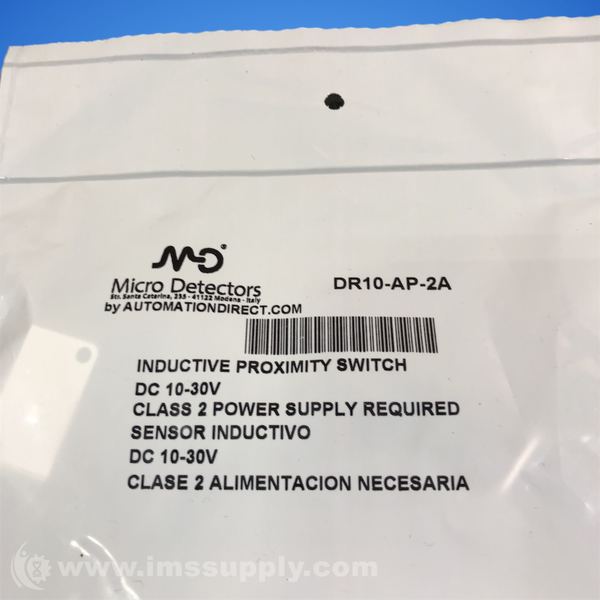 MD®
Micro Detectors
Str. Santa Caterina, 235 - 41122 Modena - Italy
by AUTOMATIONDIRECT.COM
DR10-AP-2A
INDUCTIVE PROXIMITY SWITCH
DC 10-30V
CLASS 2 POWER SUPPLY REQUIRED
SENSOR INDUCTIVO
DC 10-30V
CLASE 2 ALIMENTACION NECESARIA
www.imssupply.com